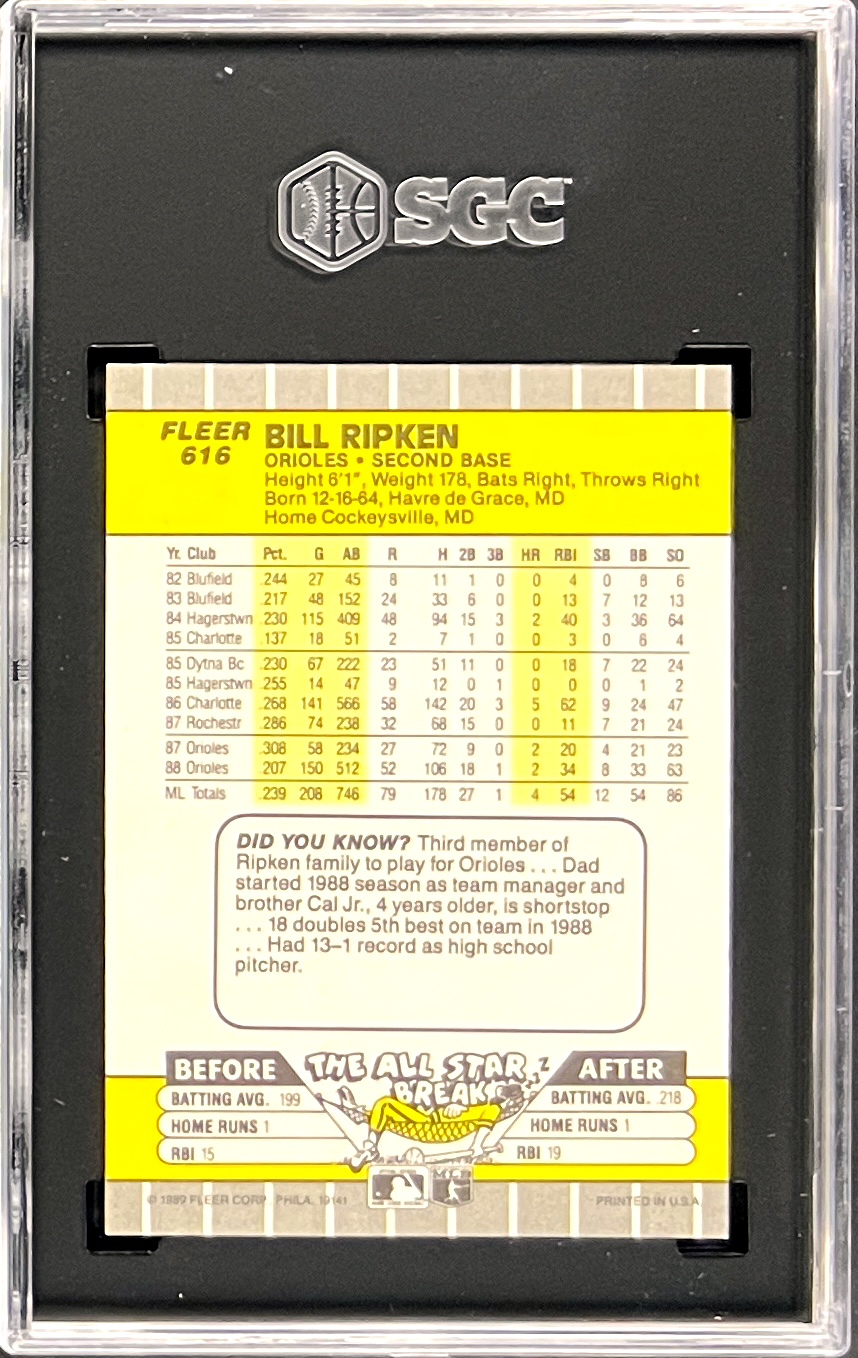 SGC
FLEER
616
BILL RIPKEN
ORIOLES • SECOND BASE
Height 6'1", Weight 178, Bats Right, Throws Right
Born 12-16-64, Havre de Grace, MD
Home Cockeysville, MD
Yr. Club Pct. G AB R H 2B 3B HR RBI SB BB SO
82 Blufield .244 27 45 8 11 1 0 0 4 0 8 6
83 Blufield .217 48 152 24 33 6 0 0 13 7 12 13
84 Hagerstwn .230 115 409 48 94 15 3 2 40 3 36 64
85 Charlotte .137 18 51 2 7 1 0 0 3 0 6 4
85 Dytna Bc .230 67 222 23 51 11 0 0 18 7 22 24
85 Hagerstwn .255 14 47 9 12 0 1 0 0 0 1 2
86 Charlotte .268 141 566 58 142 20 3 5 62 9 24 47
87 Rochestr .286 74 238 32 68 15 0 0 11 7 21 24
87 Orioles .308 58 234 27 72 9 0 2 20 4 21 23
88 Orioles .207 150 512 52 106 18 1 2 34 8 33 63
ML Totals .239 208 746 79 178 27 1 4 54 12 54 86
DID YOU KNOW? Third member of
Ripken family to play for Orioles . . . Dad
started 1988 season as team manager and
brother Cal Jr., 4 years older, is shortstop
. . . 18 doubles 5th best on team in 1988
. . . Had 13–1 record as high school
pitcher.
BEFORE THE ALL STAR BREAK AFTER
BATTING AVG. .199 BATTING AVG. .218
HOME RUNS 1 HOME RUNS 1
RBI 15 RBI 19
© 1989 FLEER CORP. PHILA. 19141 PRINTED IN U.S.A.